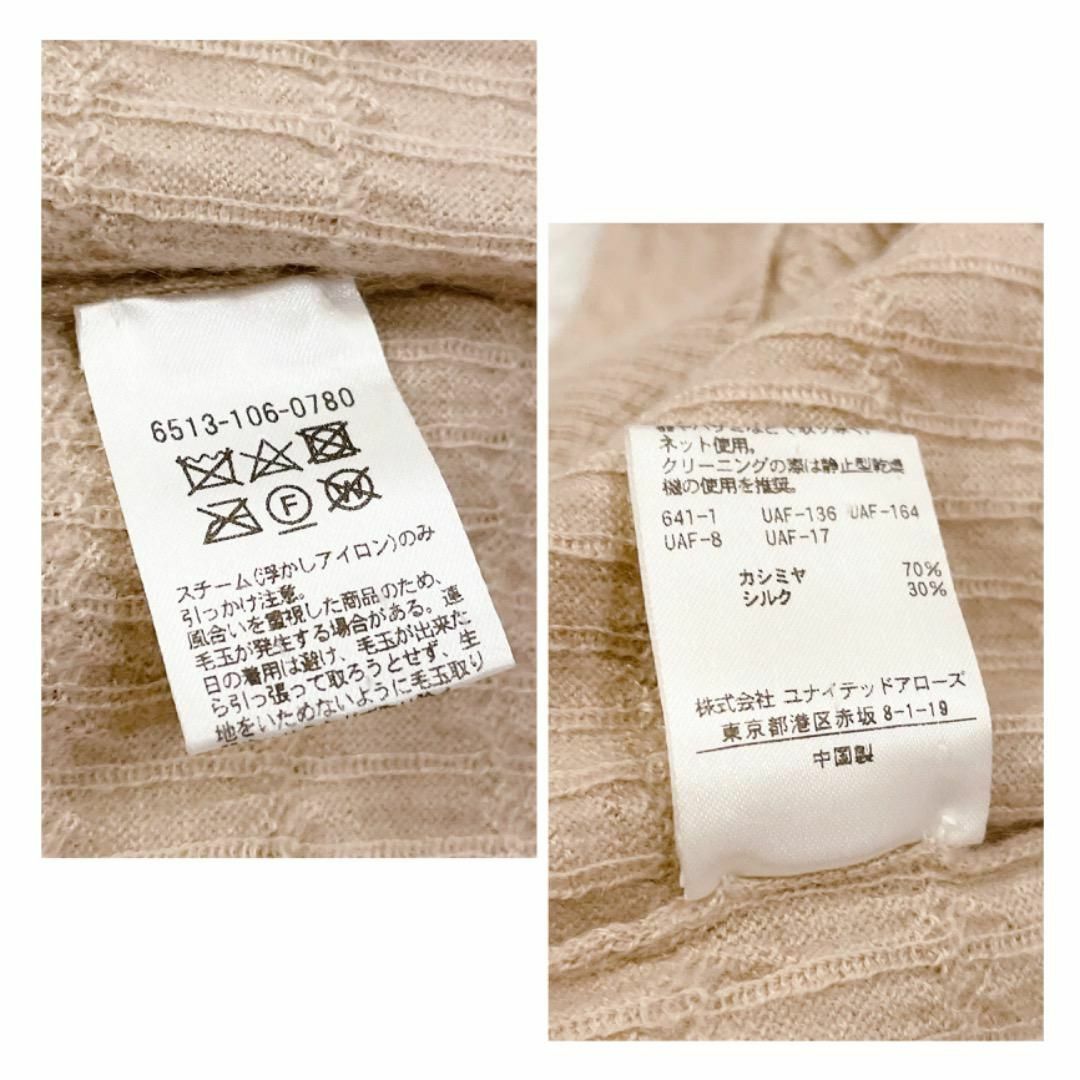 6513-106-0780
F
W
スチーム(浮かしアイロン)のみ
引っかけ注意。
風合いを重視した商品のため、
毛玉が発生する場合がある。連
日の着用は避け、毛玉が出来た
ら引っ張って取ろうとせず、生
地をいためないように毛玉取り
ネット使用。
クリーニングの際は静止型乾燥
機の使用を推奨。
641-1 UAF-136 UAF-164
UAF-8 UAF-17
カシミヤ 70%
シルク 30%
株式会社 ユナイテッドアローズ
東京都港区赤坂 8-1-19
中国製